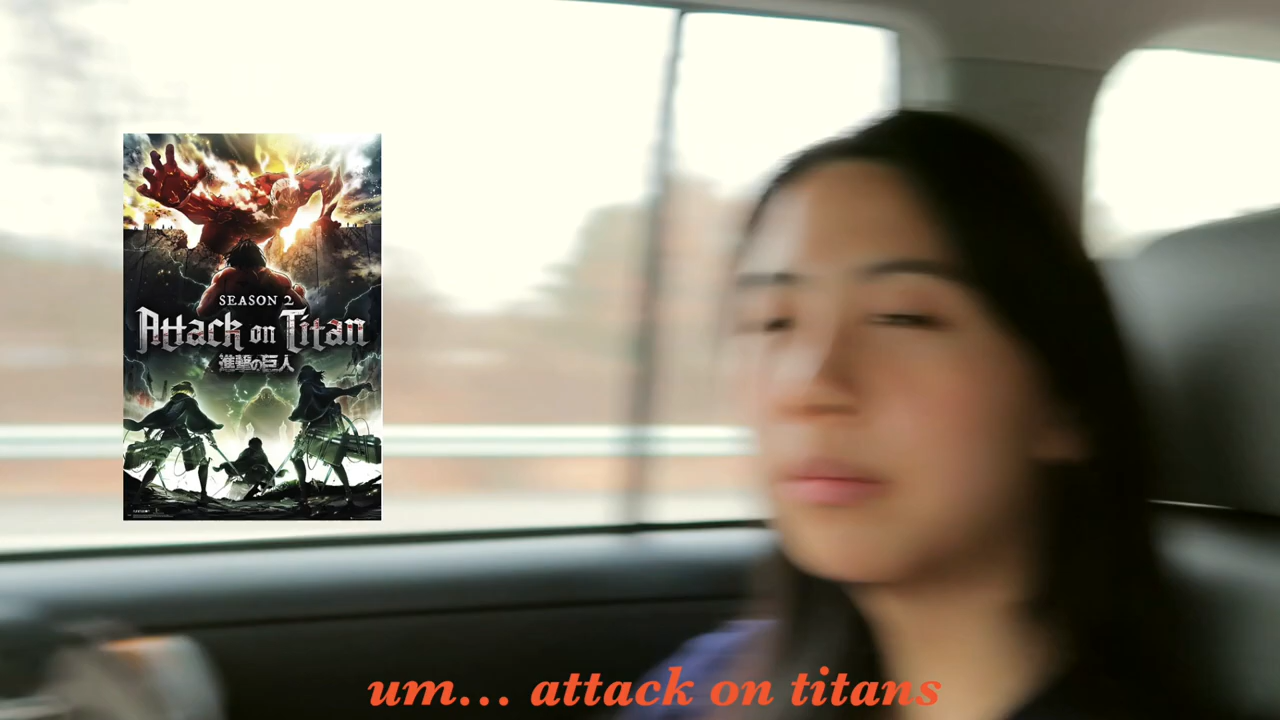 SEASON 2
Attack on Titan
進撃の巨人
um... attack on titans